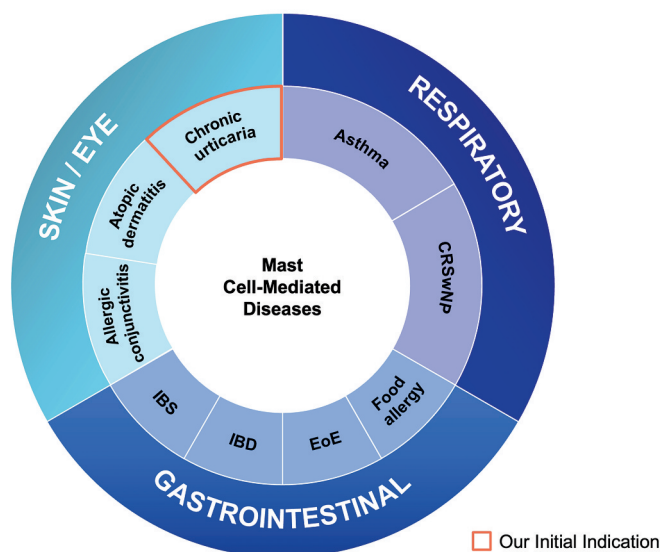 SKIN / EYE
RESPIRATORY
GASTROINTESTINAL
Chronic
urticaria
Atopic
dermatitis
Allergic
conjunctivitis
Asthma
CRSwNP
Food
allergy
EoE
IBD
IBS
Mast
Cell-Mediated
Diseases
Our Initial Indication